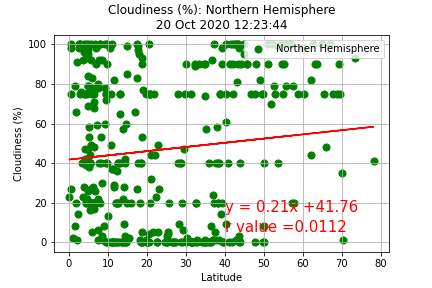 Cloudiness (%): Northern Hemisphere
20 Oct 2020 12:23:44
Northern Hemisphere
Cloudiness (%)
100
80
60
40
20
0
y = 0.21x +41.76
r value =0.0112
0 10 20 30 40 50 60 70 80
Latitude